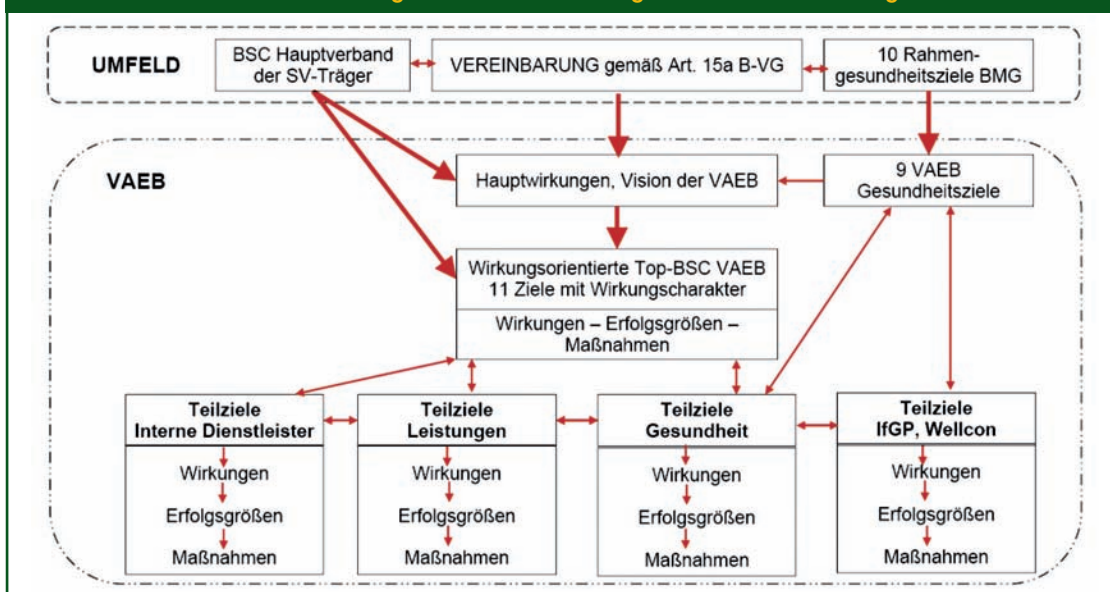 UMFELD
BSC Hauptverband
der SV-Träger
VEREINBARUNG gemäß Art. 15a B-VG
10 Rahmen-
gesundheitsziele BMG
VAEB
Hauptwirkungen, Vision der VAEB
9 VAEB
Gesundheitsziele
Wirkungsorientierte Top-BSC VAEB
11 Ziele mit Wirkungscharakter
Wirkungen – Erfolgsgrößen –
Maßnahmen
Teilziele
Interne Dienstleister
Wirkungen
Erfolgsgrößen
Maßnahmen
Teilziele
Leistungen
Wirkungen
Erfolgsgrößen
Maßnahmen
Teilziele
Gesundheit
Wirkungen
Erfolgsgrößen
Maßnahmen
Teilziele
IfGP, Wellcon
Wirkungen
Erfolgsgrößen
Maßnahmen